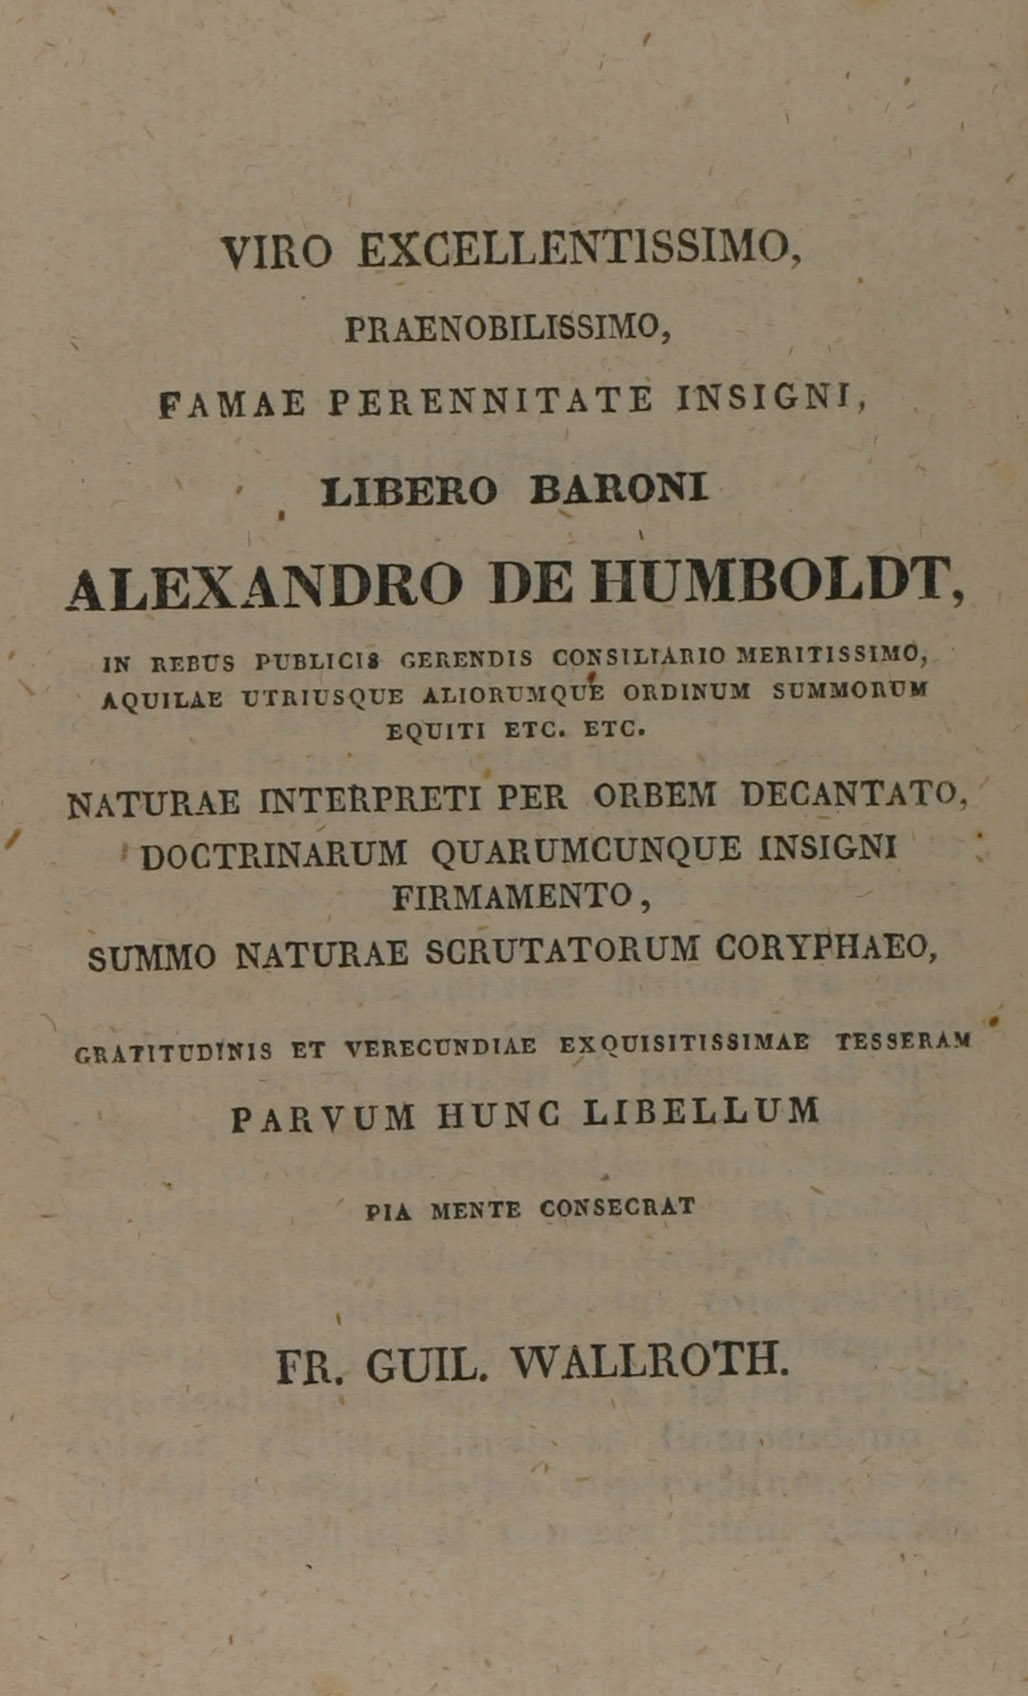 VIRO EXCELLENTISSIMO,
PRAENOBILISSIMO,
FAMAE PERENNITATE INSIGNI,
LIBERO BARONI
ALEXANDRO DE HUMBOLDT,
IN REBUS PUBLICIS GERENDIS CONSILIARIO MERITISSIMO,
AQUILAE UTRIUSQUE ALIORUMQUE ORDINUM SUMMORUM
EQUITI ETC. ETC.
NATURAE INTERPRETI PER ORBEM DECANTATO,
DOCTRINARUM QUARUMCUNQUE INSIGNI
FIRMAMENTO,
SUMMO NATURAE SCRUTATORUM CORYPHAEO,
GRATITUDINIS ET VERECUNDIAE EXQUISITISSIMAE TESSERAM
PARVUM HUNC LIBELLUM
PIA MENTE CONSECRAT
FR. GUIL. WALLROTH.